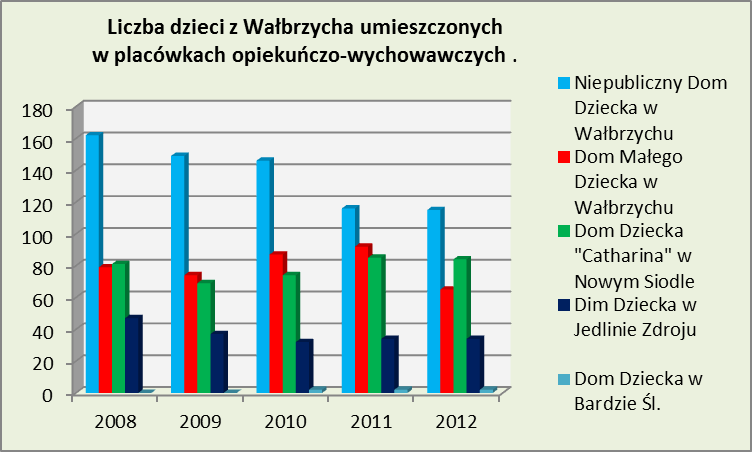 Liczba dzieci z Wałbrzycha umieszczonych
w placówkach opiekuńczo-wychowawczych .
180
160
140
120
100
80
60
40
20
0
2008 2009 2010 2011 2012
Niepubliczny Dom
Dziecka w
Wałbrzychu
Dom Małego
Dziecka w
Wałbrzychu
Dom Dziecka
"Catharina" w
Nowym Siodle
Dim Dziecka w
Jedlinie Zdroju
Dom Dziecka w
Bardzie Śl.